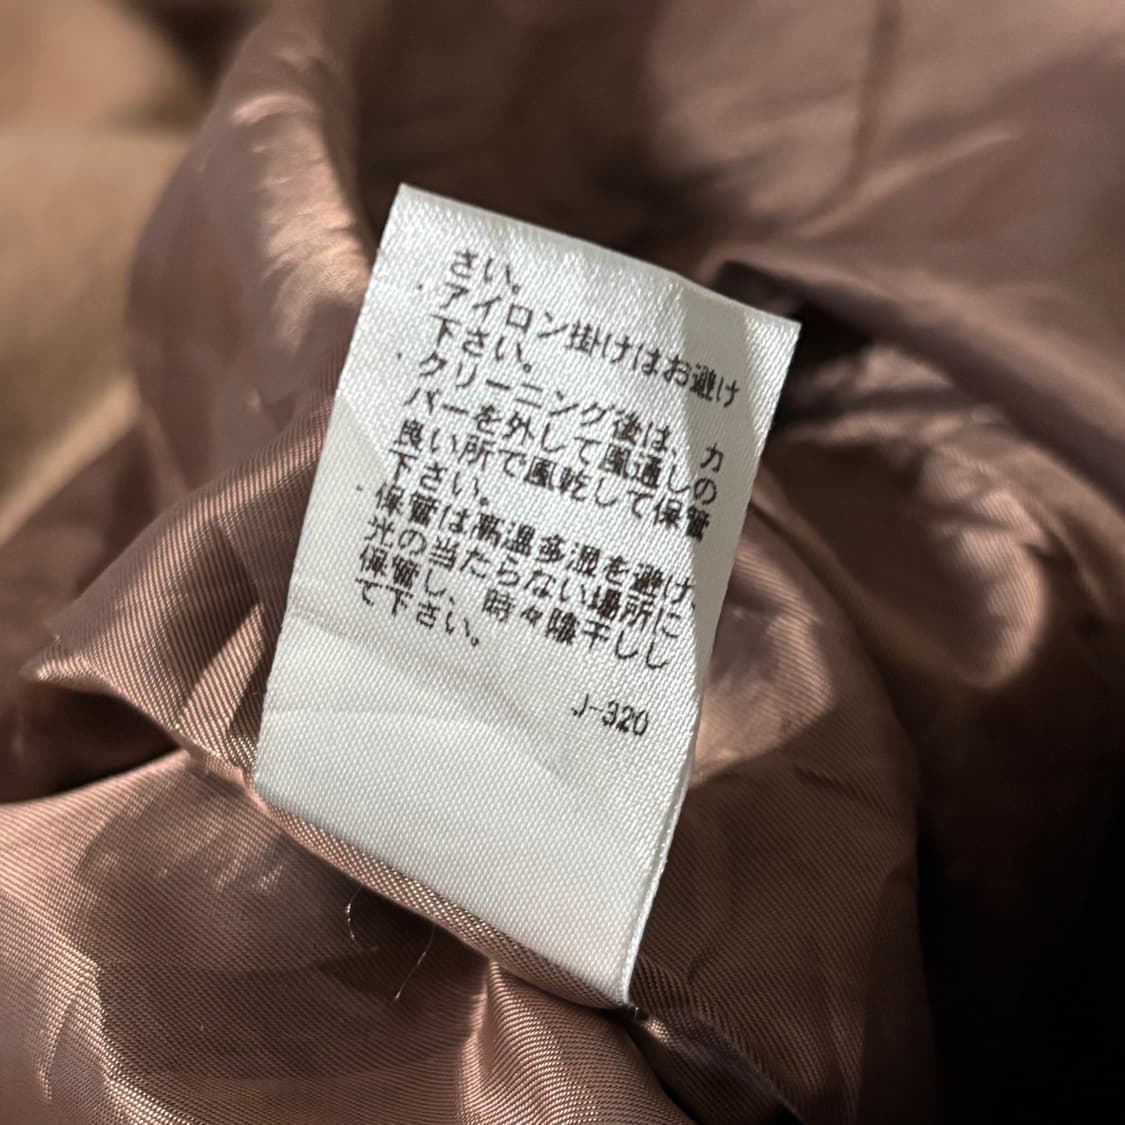 さい。
・アイロン掛けはお避け
下さい。
・クリーニング後は、カ
バーを外して風通しの
良い所で風乾して保管
下さい。
・保管は高温多湿を避け、
光の当たらない場所に
保管し、時々陰干しし
て下さい。
J-320